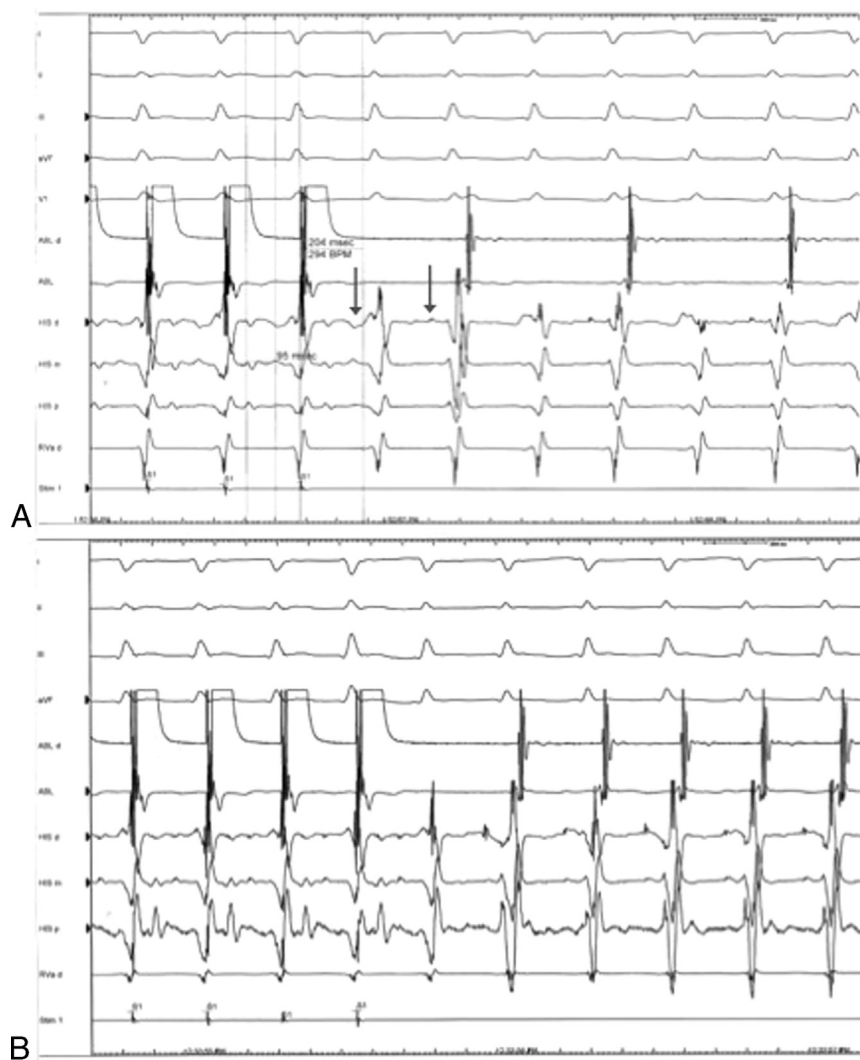 I
II
III
aVF
V1
ABL d
204 msec
294 BPM
ABL
HIS d
95 msec
HIS m
HIS p
RVa d
S1 S1 S1
Stim 1
A
I
II
III
aVF
ABL d
ABL
HIS d
HIS m
HIS p
RVa d
S1 S1 S1 S1
Stim 1
B